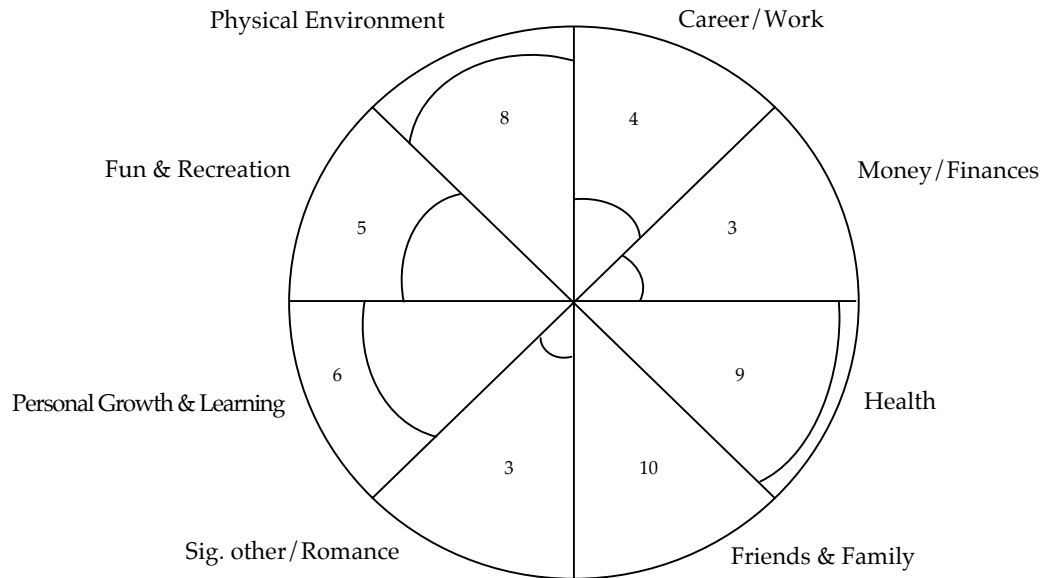 Physical Environment
Career/Work
8
4
Fun & Recreation
Money/Finances
5
3
Personal Growth & Learning
6
9
Health
3
10
Sig. other/Romance
Friends & Family